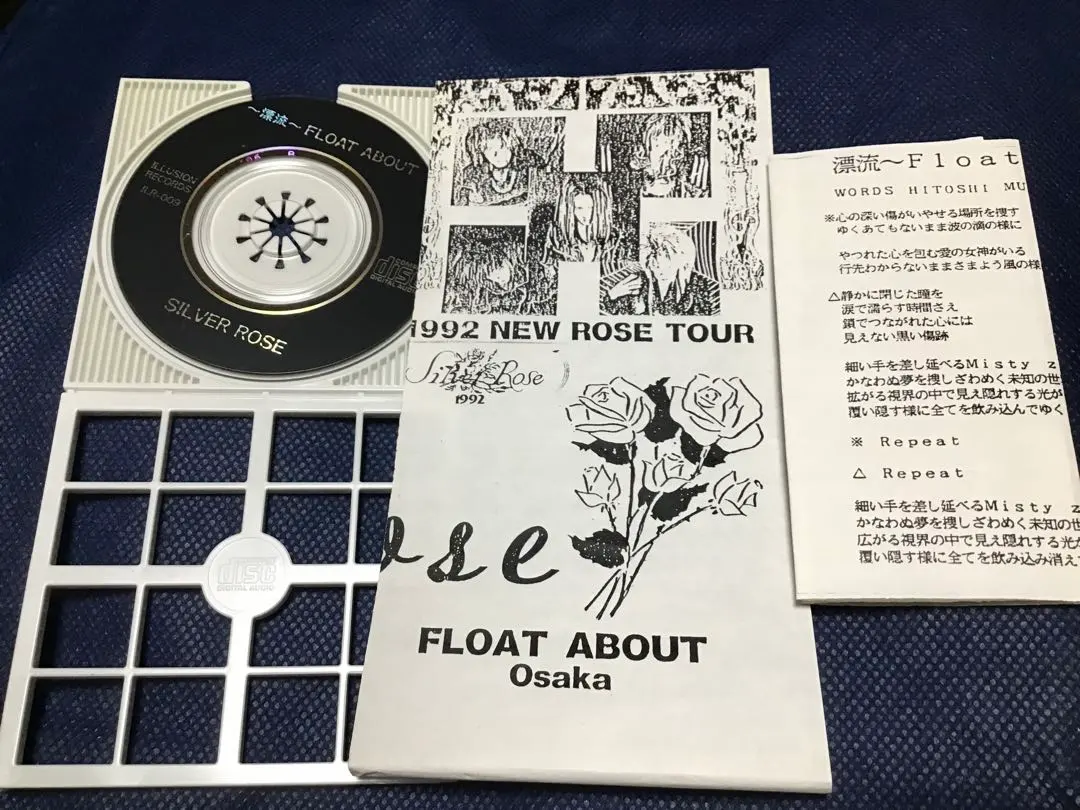 ～漂流～ FLOAT ABOUT
ILLUSION
RECORDS
ILR-009
COMPACT
disc
DIGITAL AUDIO
SILVER ROSE
disc
DIGITAL AUDIO
1992 NEW ROSE TOUR
Silver Rose
1992
ose
FLOAT ABOUT
Osaka
漂流～Float
WORDS HITOSHI MU
※心の深い傷がいやせる場所を捜す
ゆくあてもないまま波の滴の様に
やつれた心を包む愛の女神がいる
行先わからないままさまよう風の様
△静かに閉じた瞳を
涙で濡らす時間さえ
鎖でつながれた心には
見えない黒い傷跡
細い手を差し延べるMisty z
かなわぬ夢を捜しざわめく未知の世
拡がる視界の中で見え隠れする光が
覆い隠す様に全てを飲み込んでゆく
※ Repeat
△ Repeat
細い手を差し延べるMisty z
かなわぬ夢を捜しざわめく未知の
広がる視界の中で見え隠れする光
覆い隠す様に全てを飲み込み消え